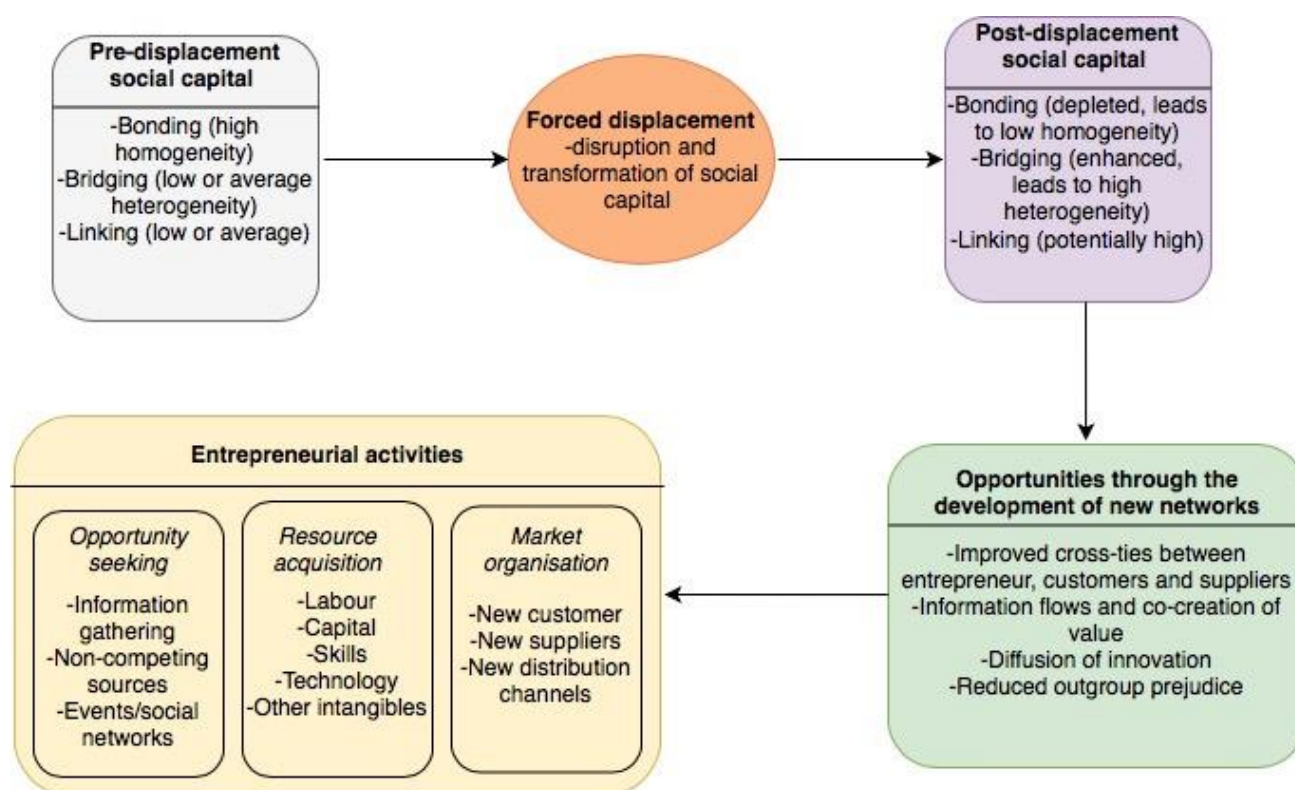 Pre-displacement
social capital
-Bonding (high
homogeneity)
-Bridging (low or average
heterogeneity)
-Linking (low or average)
Forced displacement
-disruption and
transformation of social
capital
Post-displacement
social capital
-Bonding (depleted, leads
to low homogeneity)
-Bridging (enhanced,
leads to high
heterogeneity)
-Linking (potentially high)
Opportunities through the
development of new networks
-Improved cross-ties between
entrepreneur, customers and suppliers
-Information flows and co-creation of
value
-Diffusion of innovation
-Reduced outgroup prejudice
Entrepreneurial activities
Opportunity
seeking
-Information
gathering
-Non-competing
sources
-Events/social
networks
Resource
acquisition
-Labour
-Capital
-Skills
-Technology
-Other intangibles
Market
organisation
-New customer
-New suppliers
-New distribution
channels